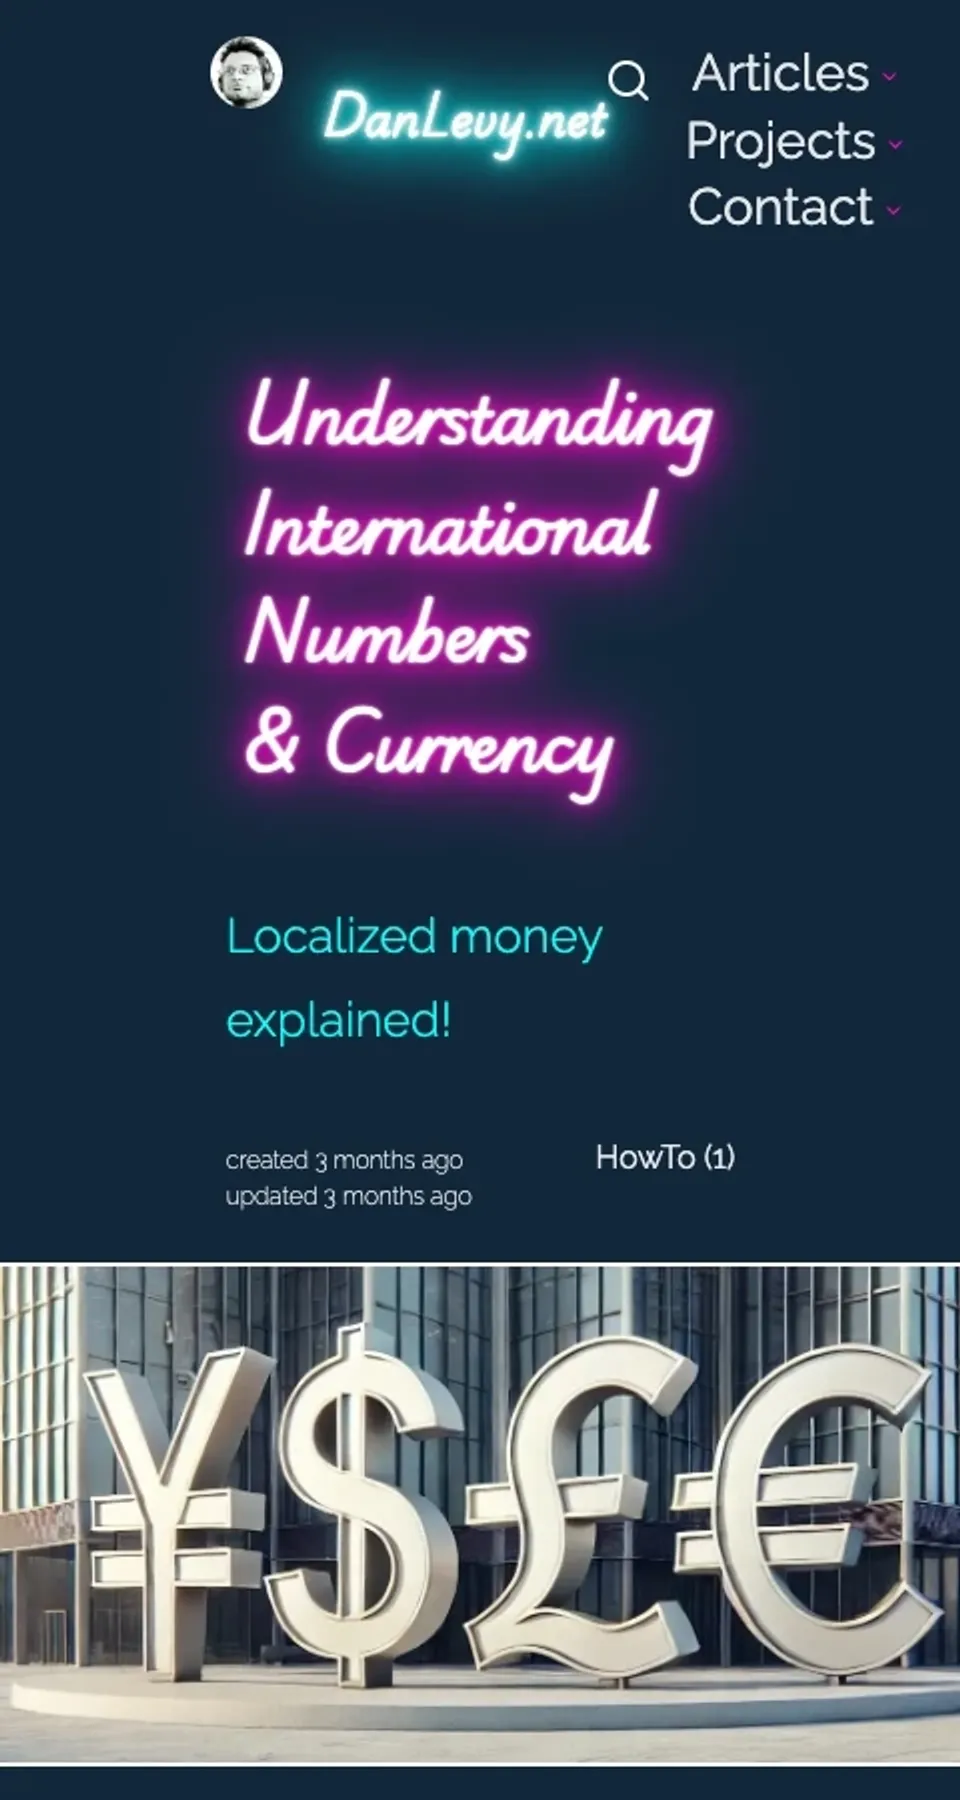 DanLevy.net
Articles
Projects
Contact
Understanding
International
Numbers
& Currency
Localized money
explained!
created 3 months ago
updated 3 months ago
HowTo (1)
¥$£€